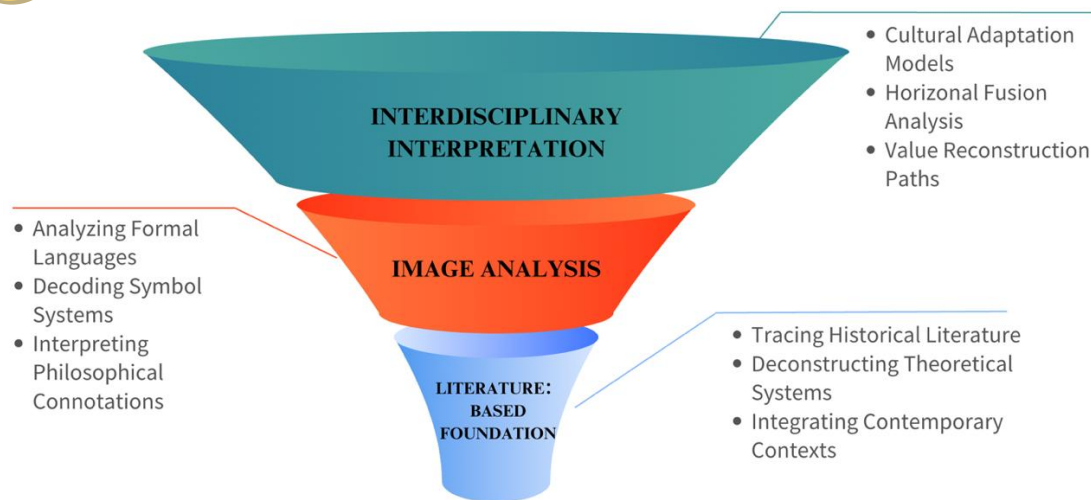 INTERDISCIPLINARY
INTERPRETATION
• Cultural Adaptation
Models
• Horizonal Fusion
Analysis
• Value Reconstruction
Paths
IMAGE ANALYSIS
• Analyzing Formal
Languages
• Decoding Symbol
Systems
• Interpreting
Philosophical
Connotations
LITERATURE:
BASED
FOUNDATION
• Tracing Historical Literature
• Deconstructing Theoretical
Systems
• Integrating Contemporary
Contexts